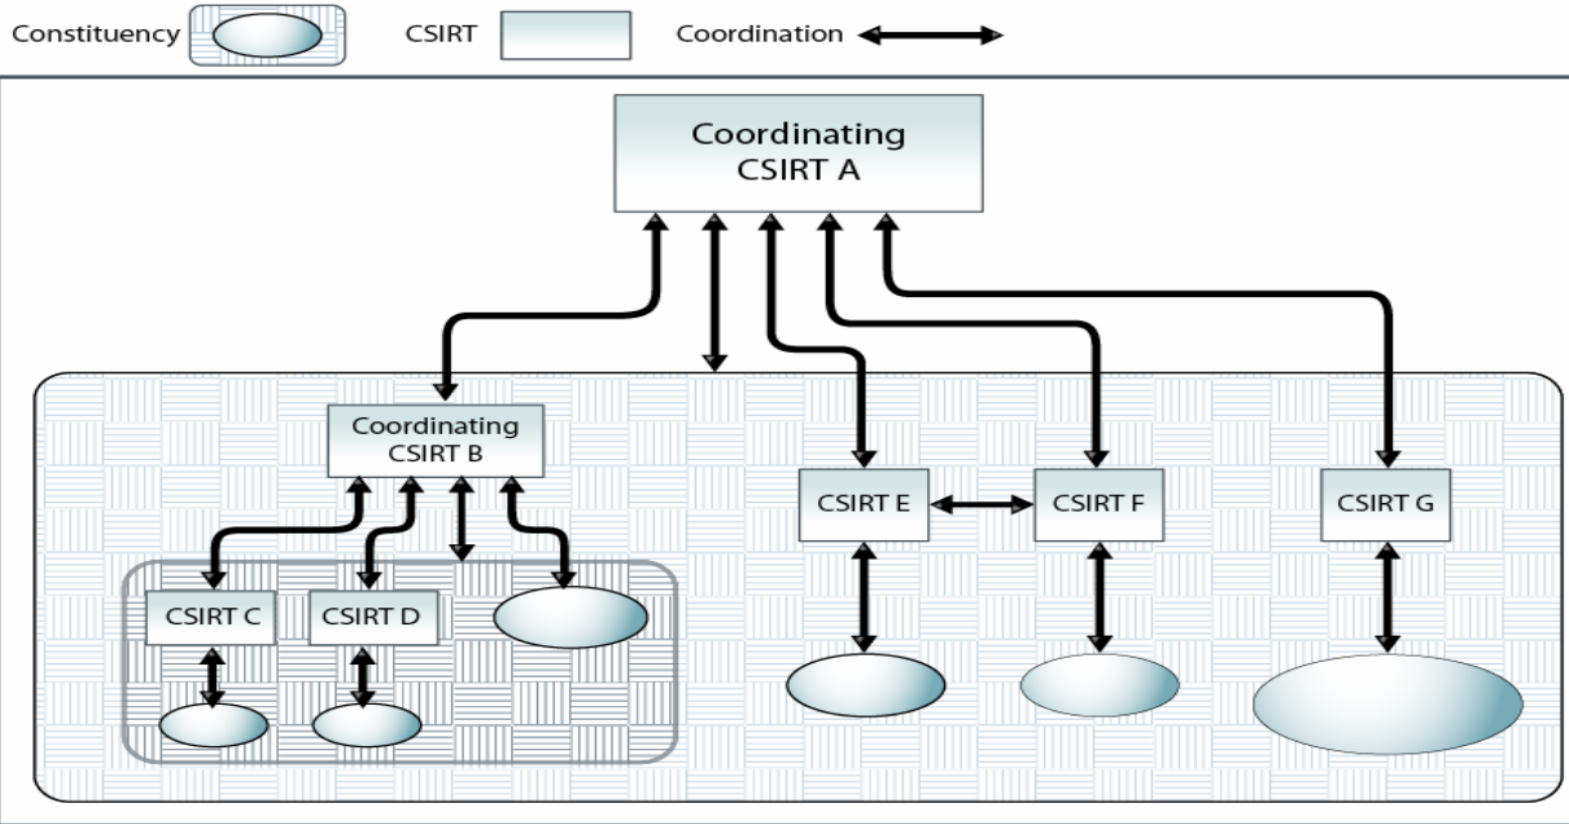 Constituency
CSIRT
Coordination
Coordinating
CSIRT A
Coordinating
CSIRT B
CSIRT E
CSIRT F
CSIRT G
CSIRT C
CSIRT D